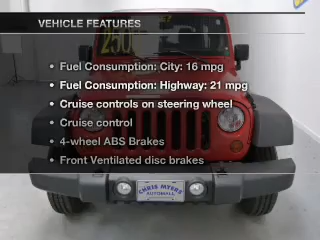 VEHICLE FEATURES
Fuel Consumption: City: 16 mpg
Fuel Consumption: Highway: 21 mpg
Cruise controls on steering wheel
Cruise control
4-wheel ABS Brakes
Front Ventilated disc brakes
CHRIS MYERS
AUTOMALL